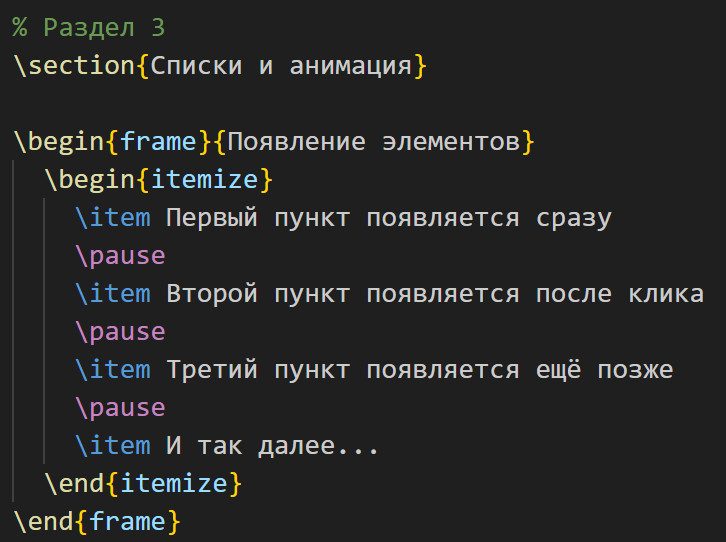 % Раздел 3
\section{Списки и анимация}
\begin{frame}{Появление элементов}
\begin{itemize}
\item Первый пункт появляется сразу
\pause
\item Второй пункт появляется после клика
\pause
\item Третий пункт появляется ещё позже
\pause
\item И так далее...
\end{itemize}
\end{frame}